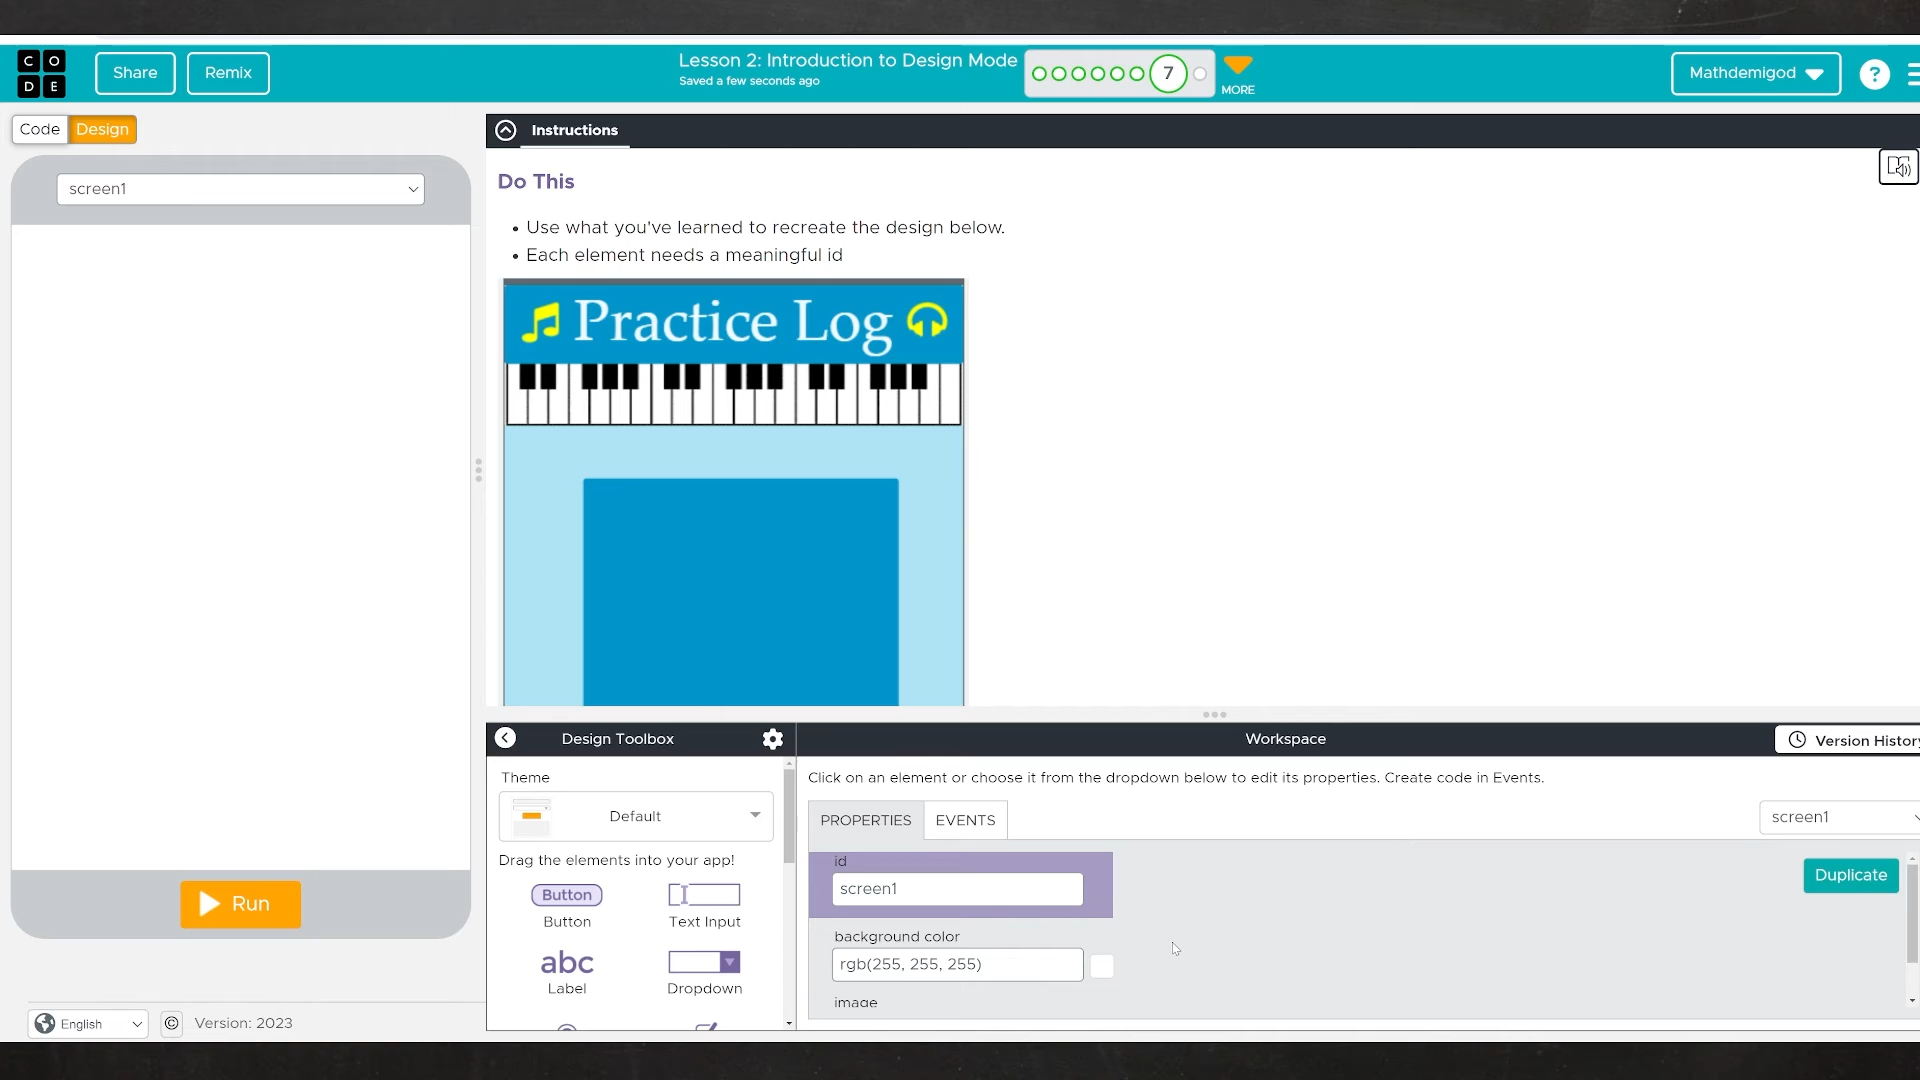 CODE
Share
Remix
Lesson 2: Introduction to Design Mode
Saved a few seconds ago
7
MORE
Mathdemigod
?
Code
Design
screen1
Instructions
Do This
• Use what you've learned to recreate the design below.
• Each element needs a meaningful id
Practice Log
Design Toolbox
Workspace
Version History
Theme
Default
Drag the elements into your app!
Button
Button
Text Input
abc
Label
Dropdown
Click on an element or choose it from the dropdown below to edit its properties. Create code in Events.
PROPERTIES
EVENTS
screen1
id
screen1
Duplicate
background color
rgb(255, 255, 255)
image
Run
English
©
Version: 2023